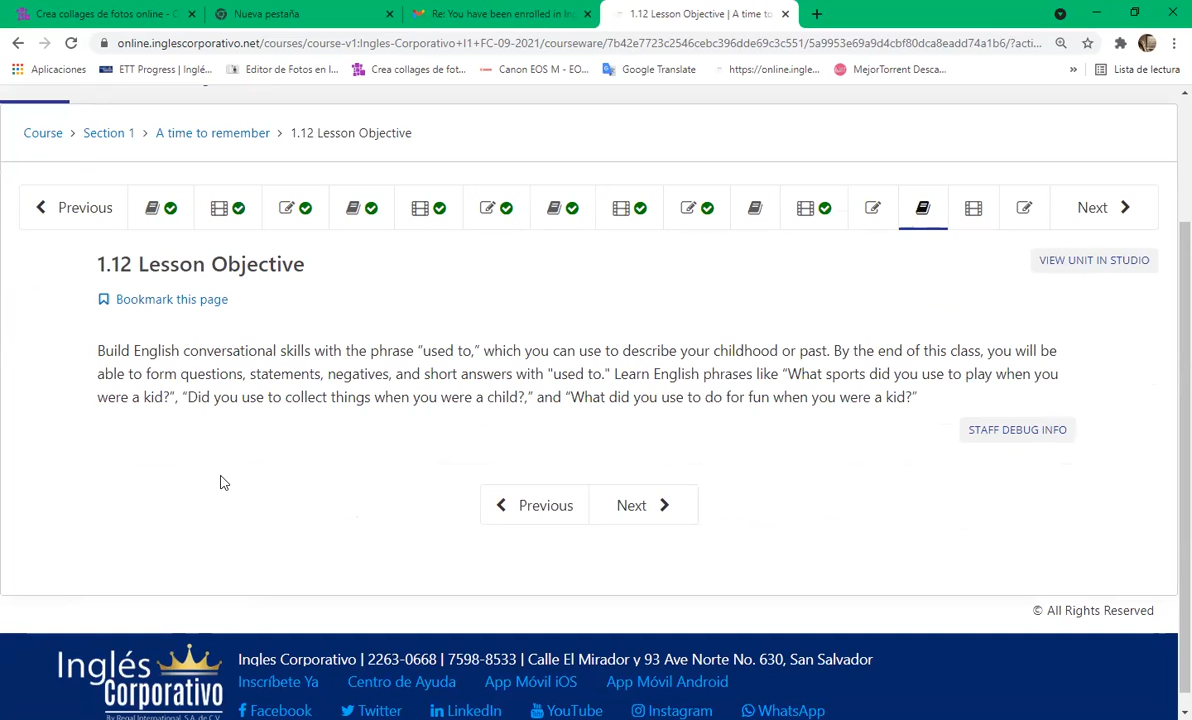 Crea collages de fotos online - C
Nueva pestaña
Re: You have been enrolled in In
1.12 Lesson Objective | A time to
online.inglescorporativo.net/courses/course-v1:Ingles-Corporativo+I1+FC-09-2021/courseware/7b42e7723c2546cebc396dde69c3c551/5a9953e69a9d4cbf80dca8eadd74a1b6/?acti...
Aplicaciones
ETT Progress | Inglé...
Editor de Fotos en l...
Crea collages de fot...
Canon EOS M - EO...
Google Translate
https://online.ingle...
MejorTorrent Desca...
»
Lista de lectura
Course > Section 1 > A time to remember > 1.12 Lesson Objective
Previous
Next
1.12 Lesson Objective
VIEW UNIT IN STUDIO
Bookmark this page
Build English conversational skills with the phrase “used to,” which you can use to describe your childhood or past. By the end of this class, you will be
able to form questions, statements, negatives, and short answers with "used to." Learn English phrases like “What sports did you use to play when you
were a kid?”, “Did you use to collect things when you were a child?,” and “What did you use to do for fun when you were a kid?”
STAFF DEBUG INFO
Previous
Next
© All Rights Reserved
Inglés
Corporativo
By Regal International, S.A. de C.V.
Ingles Corporativo | 2263-0668 | 7598-8533 | Calle El Mirador y 93 Ave Norte No. 630, San Salvador
Inscríbete Ya
Centro de Ayuda
App Móvil iOS
App Móvil Android
Facebook
Twitter
LinkedIn
YouTube
Instagram
WhatsApp